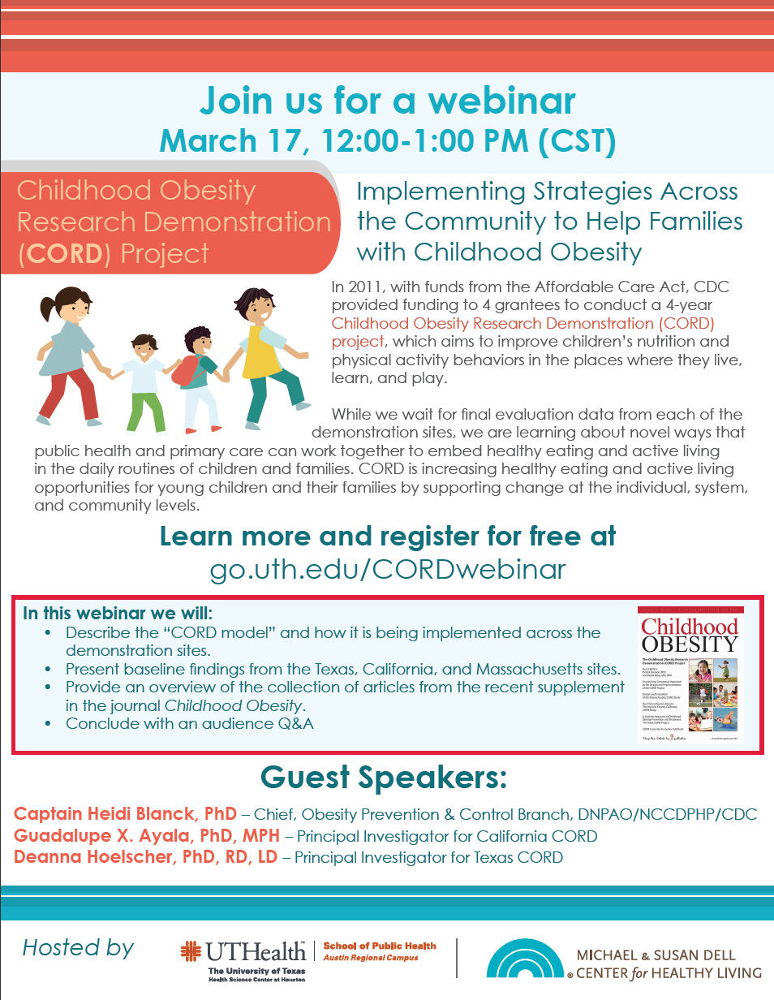 Join us for a webinar
March 17, 12:00-1:00 PM (CST)
Childhood Obesity
Research Demonstration
(CORD) Project
Implementing Strategies Across
the Community to Help Families
with Childhood Obesity
In 2011, with funds from the Affordable Care Act, CDC
provided funding to 4 grantees to conduct a 4-year
Childhood Obesity Research Demonstration (CORD)
project, which aims to improve children’s nutrition and
physical activity behaviors in the places where they live,
learn, and play.
While we wait for final evaluation data from each of the
demonstration sites, we are learning about novel ways that
public health and primary care can work together to embed healthy eating and active living
in the daily routines of children and families. CORD is increasing healthy eating and active living
opportunities for young children and their families by supporting change at the individual, system,
and community levels.
Learn more and register for free at
go.uth.edu/CORDwebinar
In this webinar we will:
• Describe the “CORD model” and how it is being implemented across the
demonstration sites.
• Present baseline findings from the Texas, California, and Massachusetts sites.
• Provide an overview of the collection of articles from the recent supplement
in the journal Childhood Obesity.
• Conclude with an audience Q&A
Childhood
OBESITY
The Childhood Obesity Research
Demonstration (CORD) Project
Guest Speakers:
Captain Heidi Blanck, PhD – Chief, Obesity Prevention & Control Branch, DNPAO/NCCDPHP/CDC
Guadalupe X. Ayala, PhD, MPH – Principal Investigator for California CORD
Deanna Hoelscher, PhD, RD, LD – Principal Investigator for Texas CORD
Hosted by
UTHealth™
The University of Texas
Health Science Center at Houston
School of Public Health
Austin Regional Campus
MICHAEL & SUSAN DELL
® CENTER for HEALTHY LIVING